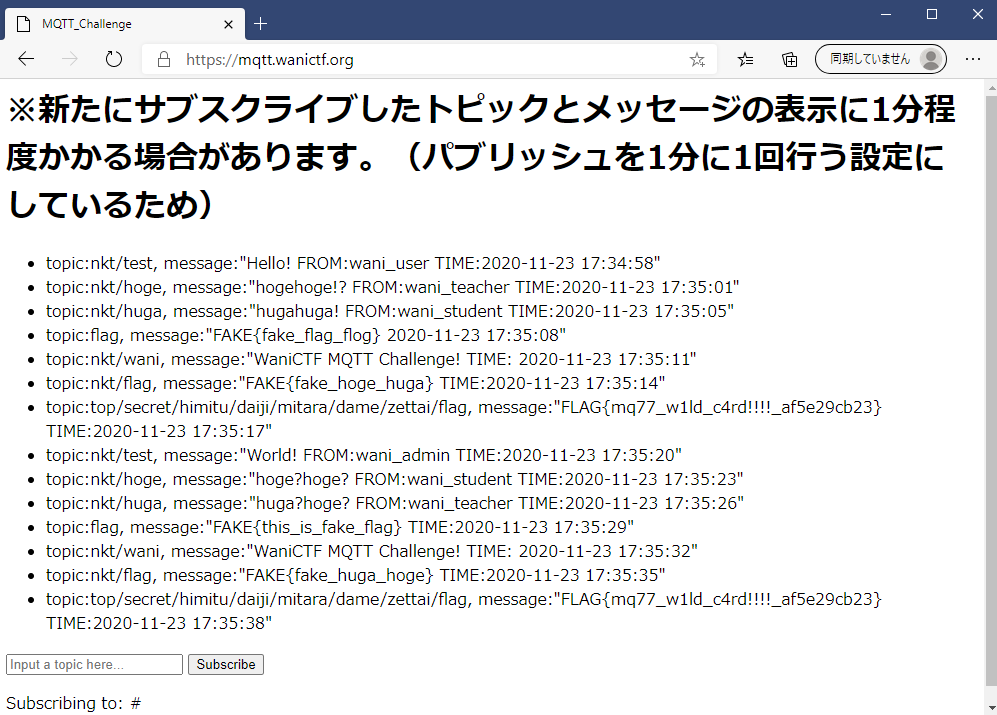 MQTT_Challenge
https://mqtt.wanictf.org
同期していません
※新たにサブスクライブしたトピックとメッセージの表示に1分程
度かかる場合があります。（パブリッシュを1分に1回行う設定に
しているため）
topic:nkt/test, message:"Hello! FROM:wani_user TIME:2020-11-23 17:34:58"
topic:nkt/hoge, message:"hogehoge!? FROM:wani_teacher TIME:2020-11-23 17:35:01"
topic:nkt/huga, message:"hugahuga! FROM:wani_student TIME:2020-11-23 17:35:05"
topic:flag, message:"FAKE{fake_flag_flog} 2020-11-23 17:35:08"
topic:nkt/wani, message:"WaniCTF MQTT Challenge! TIME: 2020-11-23 17:35:11"
topic:nkt/flag, message:"FAKE{fake_hoge_huga} TIME:2020-11-23 17:35:14"
topic:top/secret/himitu/daiji/mitara/dame/zettai/flag, message:"FLAG{mq77_w1ld_c4rd!!!!_af5e29cb23}
TIME:2020-11-23 17:35:17"
topic:nkt/test, message:"World! FROM:wani_admin TIME:2020-11-23 17:35:20"
topic:nkt/hoge, message:"hoge?hoge? FROM:wani_student TIME:2020-11-23 17:35:23"
topic:nkt/huga, message:"huga?hoge? FROM:wani_teacher TIME:2020-11-23 17:35:26"
topic:flag, message:"FAKE{this_is_fake_flag} TIME:2020-11-23 17:35:29"
topic:nkt/wani, message:"WaniCTF MQTT Challenge! TIME: 2020-11-23 17:35:32"
topic:nkt/flag, message:"FAKE{fake_huga_hoge} TIME:2020-11-23 17:35:35"
topic:top/secret/himitu/daiji/mitara/dame/zettai/flag, message:"FLAG{mq77_w1ld_c4rd!!!!_af5e29cb23}
TIME:2020-11-23 17:35:38"
Input a topic here... Subscribe
Subscribing to: #